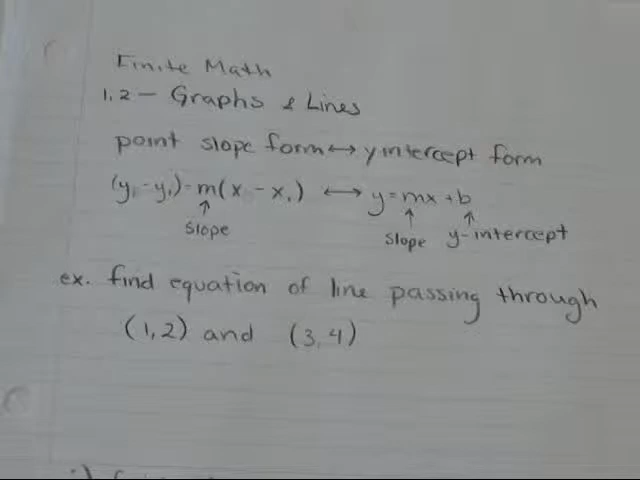 Finite Math
1.2 - Graphs & Lines
point slope form ↔ y intercept form
(y₁ - y₁) = m(x - x₁) ↔ y = mx + b
↑ ↑ ↑
slope slope y-intercept
ex. find equation of line passing through
(1,2) and (3,4)